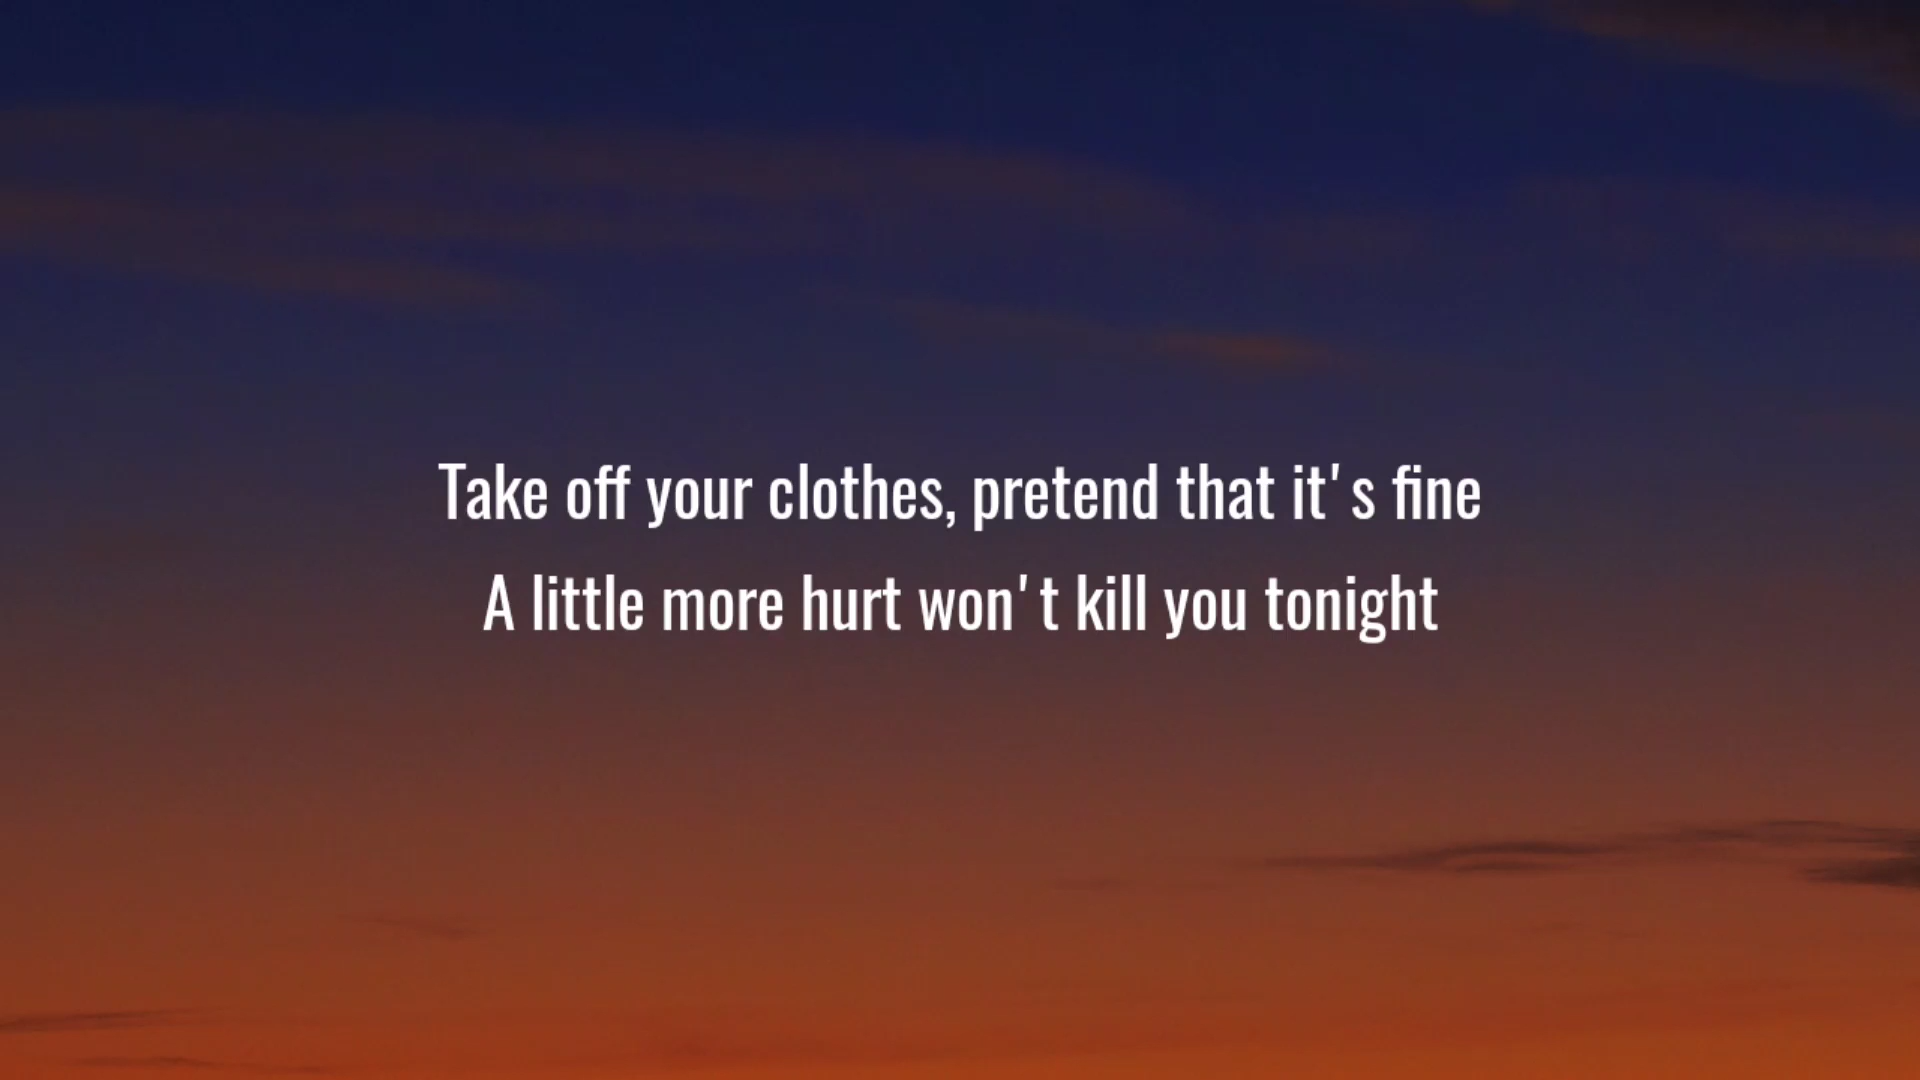 Take off your clothes, pretend that it's fine
A little more hurt won't kill you tonight